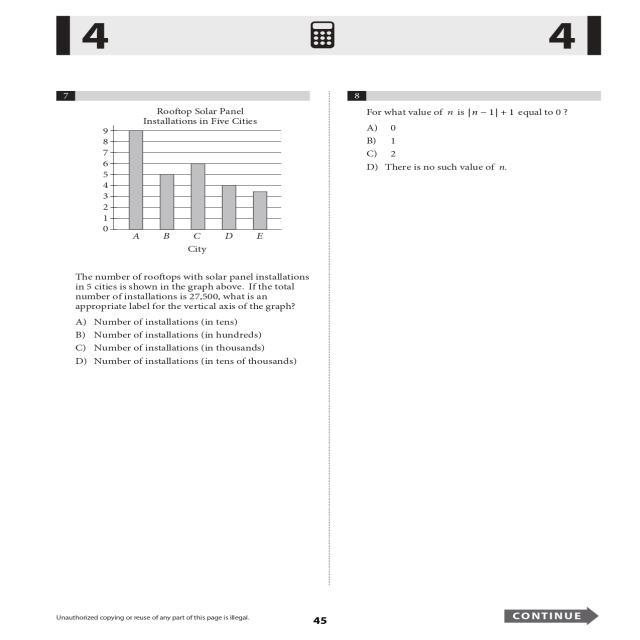 4
4
7
Rooftop Solar Panel
Installations in Five Cities
9
8
7
6
5
4
3
2
1
0
A B C D E
City
The number of rooftops with solar panel installations
in 5 cities is shown in the graph above. If the total
number of installations is 27,500, what is an
appropriate label for the vertical axis of the graph?
A) Number of installations (in tens)
B) Number of installations (in hundreds)
C) Number of installations (in thousands)
D) Number of installations (in tens of thousands)
8
For what value of n is |n − 1| + 1 equal to 0 ?
A) 0
B) 1
C) 2
D) There is no such value of n.
Unauthorized copying or reuse of any part of this page is illegal.
45
CONTINUE